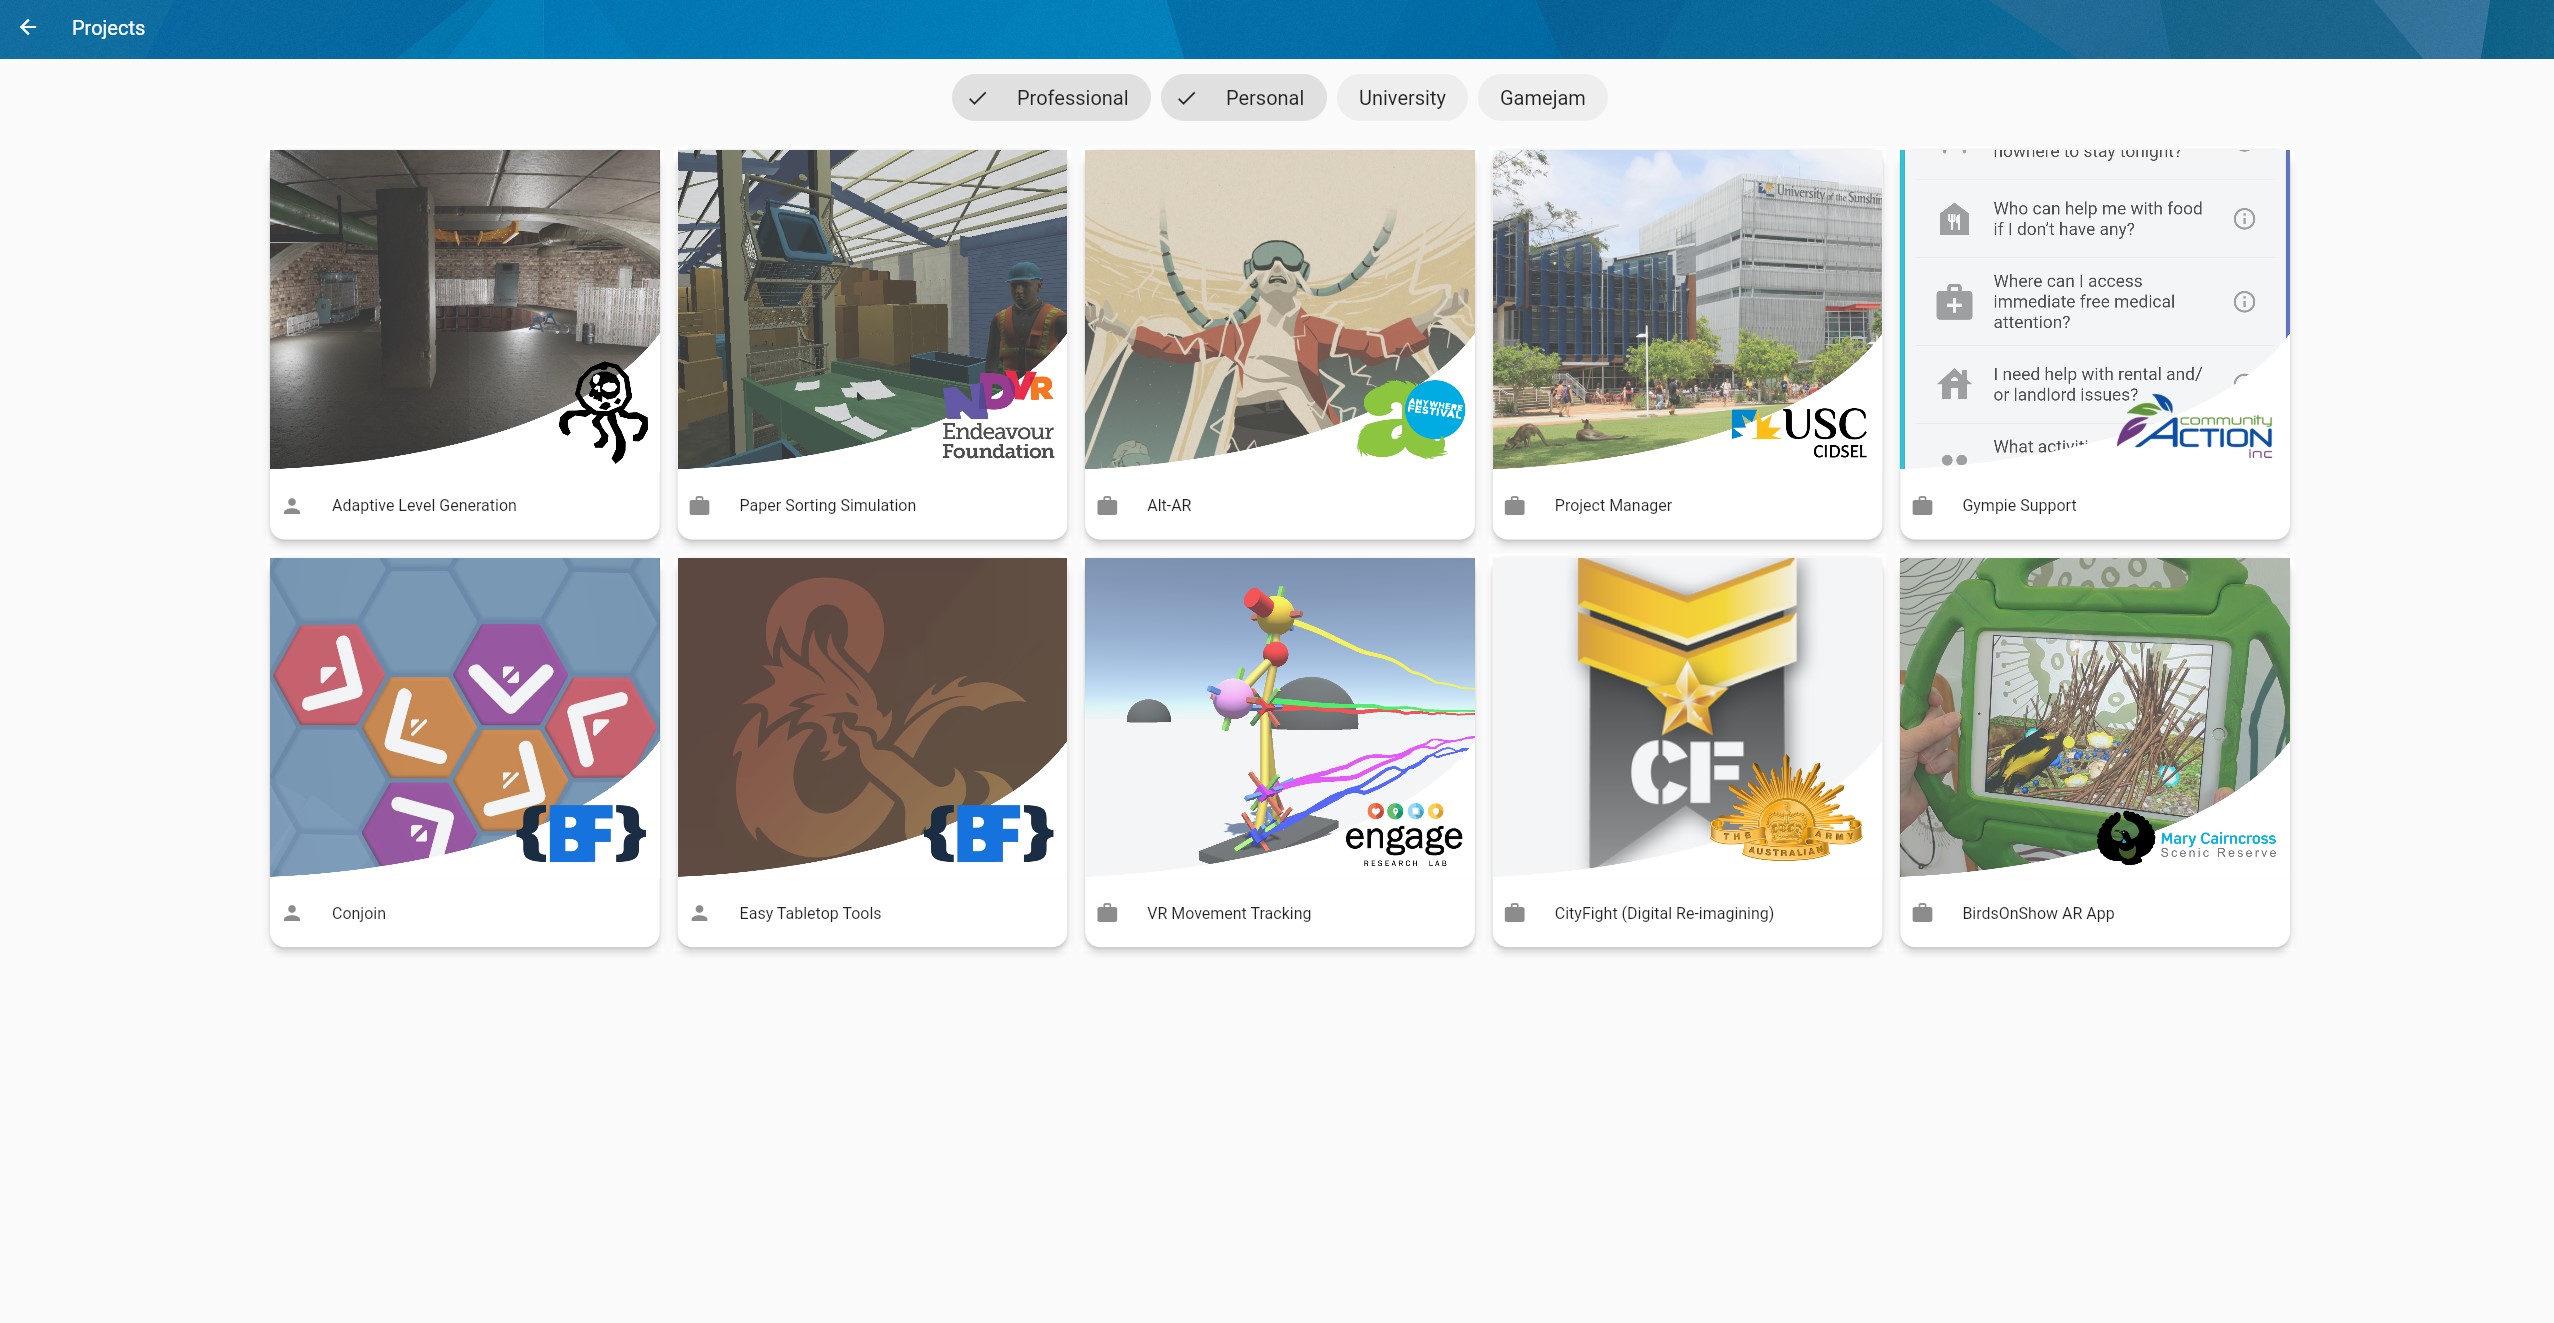 Projects
Professional
Personal
University
Gamejam
University of the Sunshin
nowhere to stay tonight?
Who can help me with food
if I don't have any?
Where can I access
immediate free medical
attention?
I need help with rental and/
or landlord issues?
What activiti
NDVR
Endeavour
Foundation
a
ANYWHERE
FESTIVAL
USC
CIDSEL
community
ACTION
inc
Adaptive Level Generation
Paper Sorting Simulation
Alt-AR
Project Manager
Gympie Support
CF
{BF}
{BF}
engage
RESEARCH LAB
THE ARMY
AUSTRALIAN
Mary Cairncross
Scenic Reserve
Conjoin
Easy Tabletop Tools
VR Movement Tracking
CityFight (Digital Re-imagining)
BirdsOnShow AR App